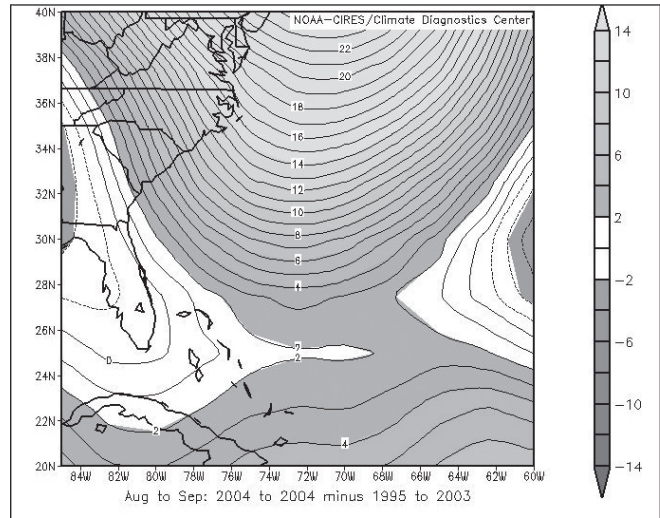 NOAA-CIRES/Climate Diagnostics Center
40N
38N
36N
34N
32N
30N
28N
26N
24N
22N
20N
22
20
18
16
14
12
10
8
6
4
2
2
0
2
4
84W 82W 80W 78W 76W 74W 72W 70W 68W 66W 64W 62W 60W
Aug to Sep: 2004 to 2004 minus 1995 to 2003
14
10
6
2
-2
-6
-10
-14